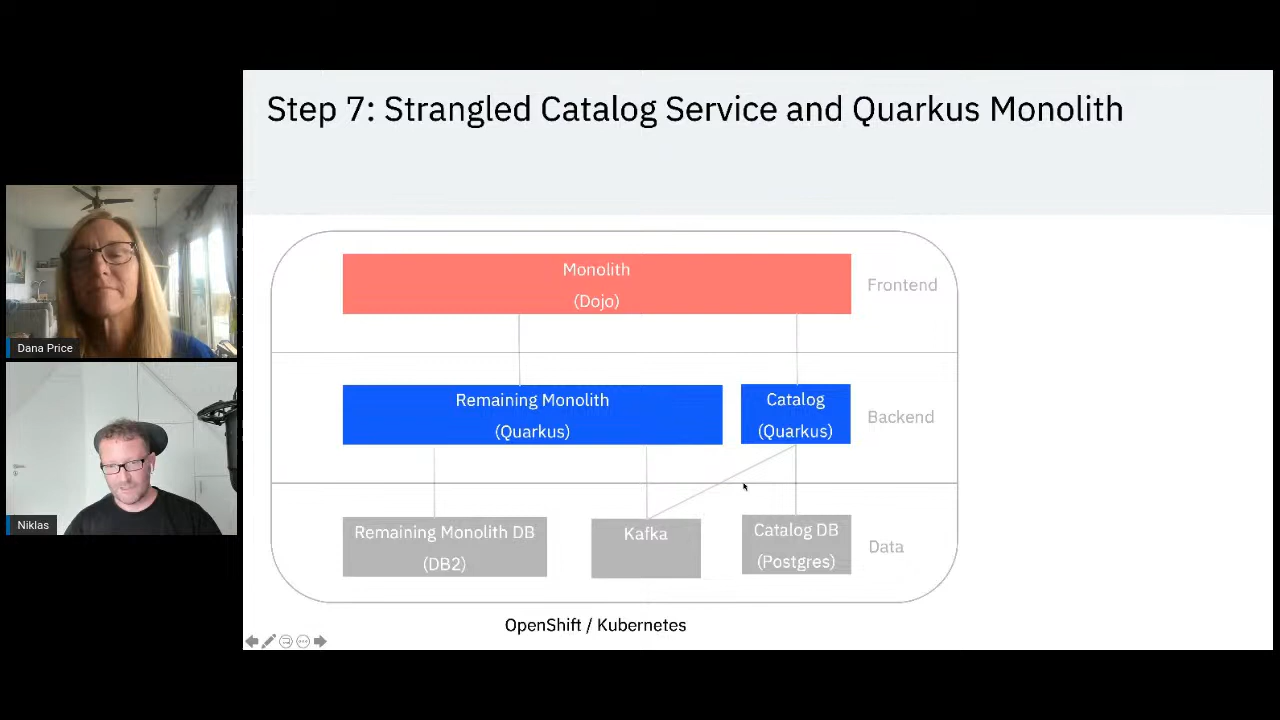 Step 7: Strangled Catalog Service and Quarkus Monolith
Monolith
(Dojo)
Frontend
Remaining Monolith
(Quarkus)
Catalog
(Quarkus)
Backend
Remaining Monolith DB
(DB2)
Kafka
Catalog DB
(Postgres)
Data
OpenShift / Kubernetes
Dana Price
Niklas